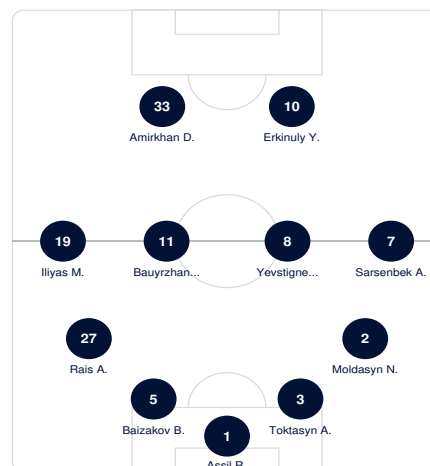 33 10
Amirkhan D. Erkinuly Y.
19 11 8 7
Iliyas M. Bauyrzhan... Yevstigne... Sarsenbek A.
27 2
Rais A. Moldasyn N.
5 3
Baizakov B. Toktasyn A.
1
Assil R.